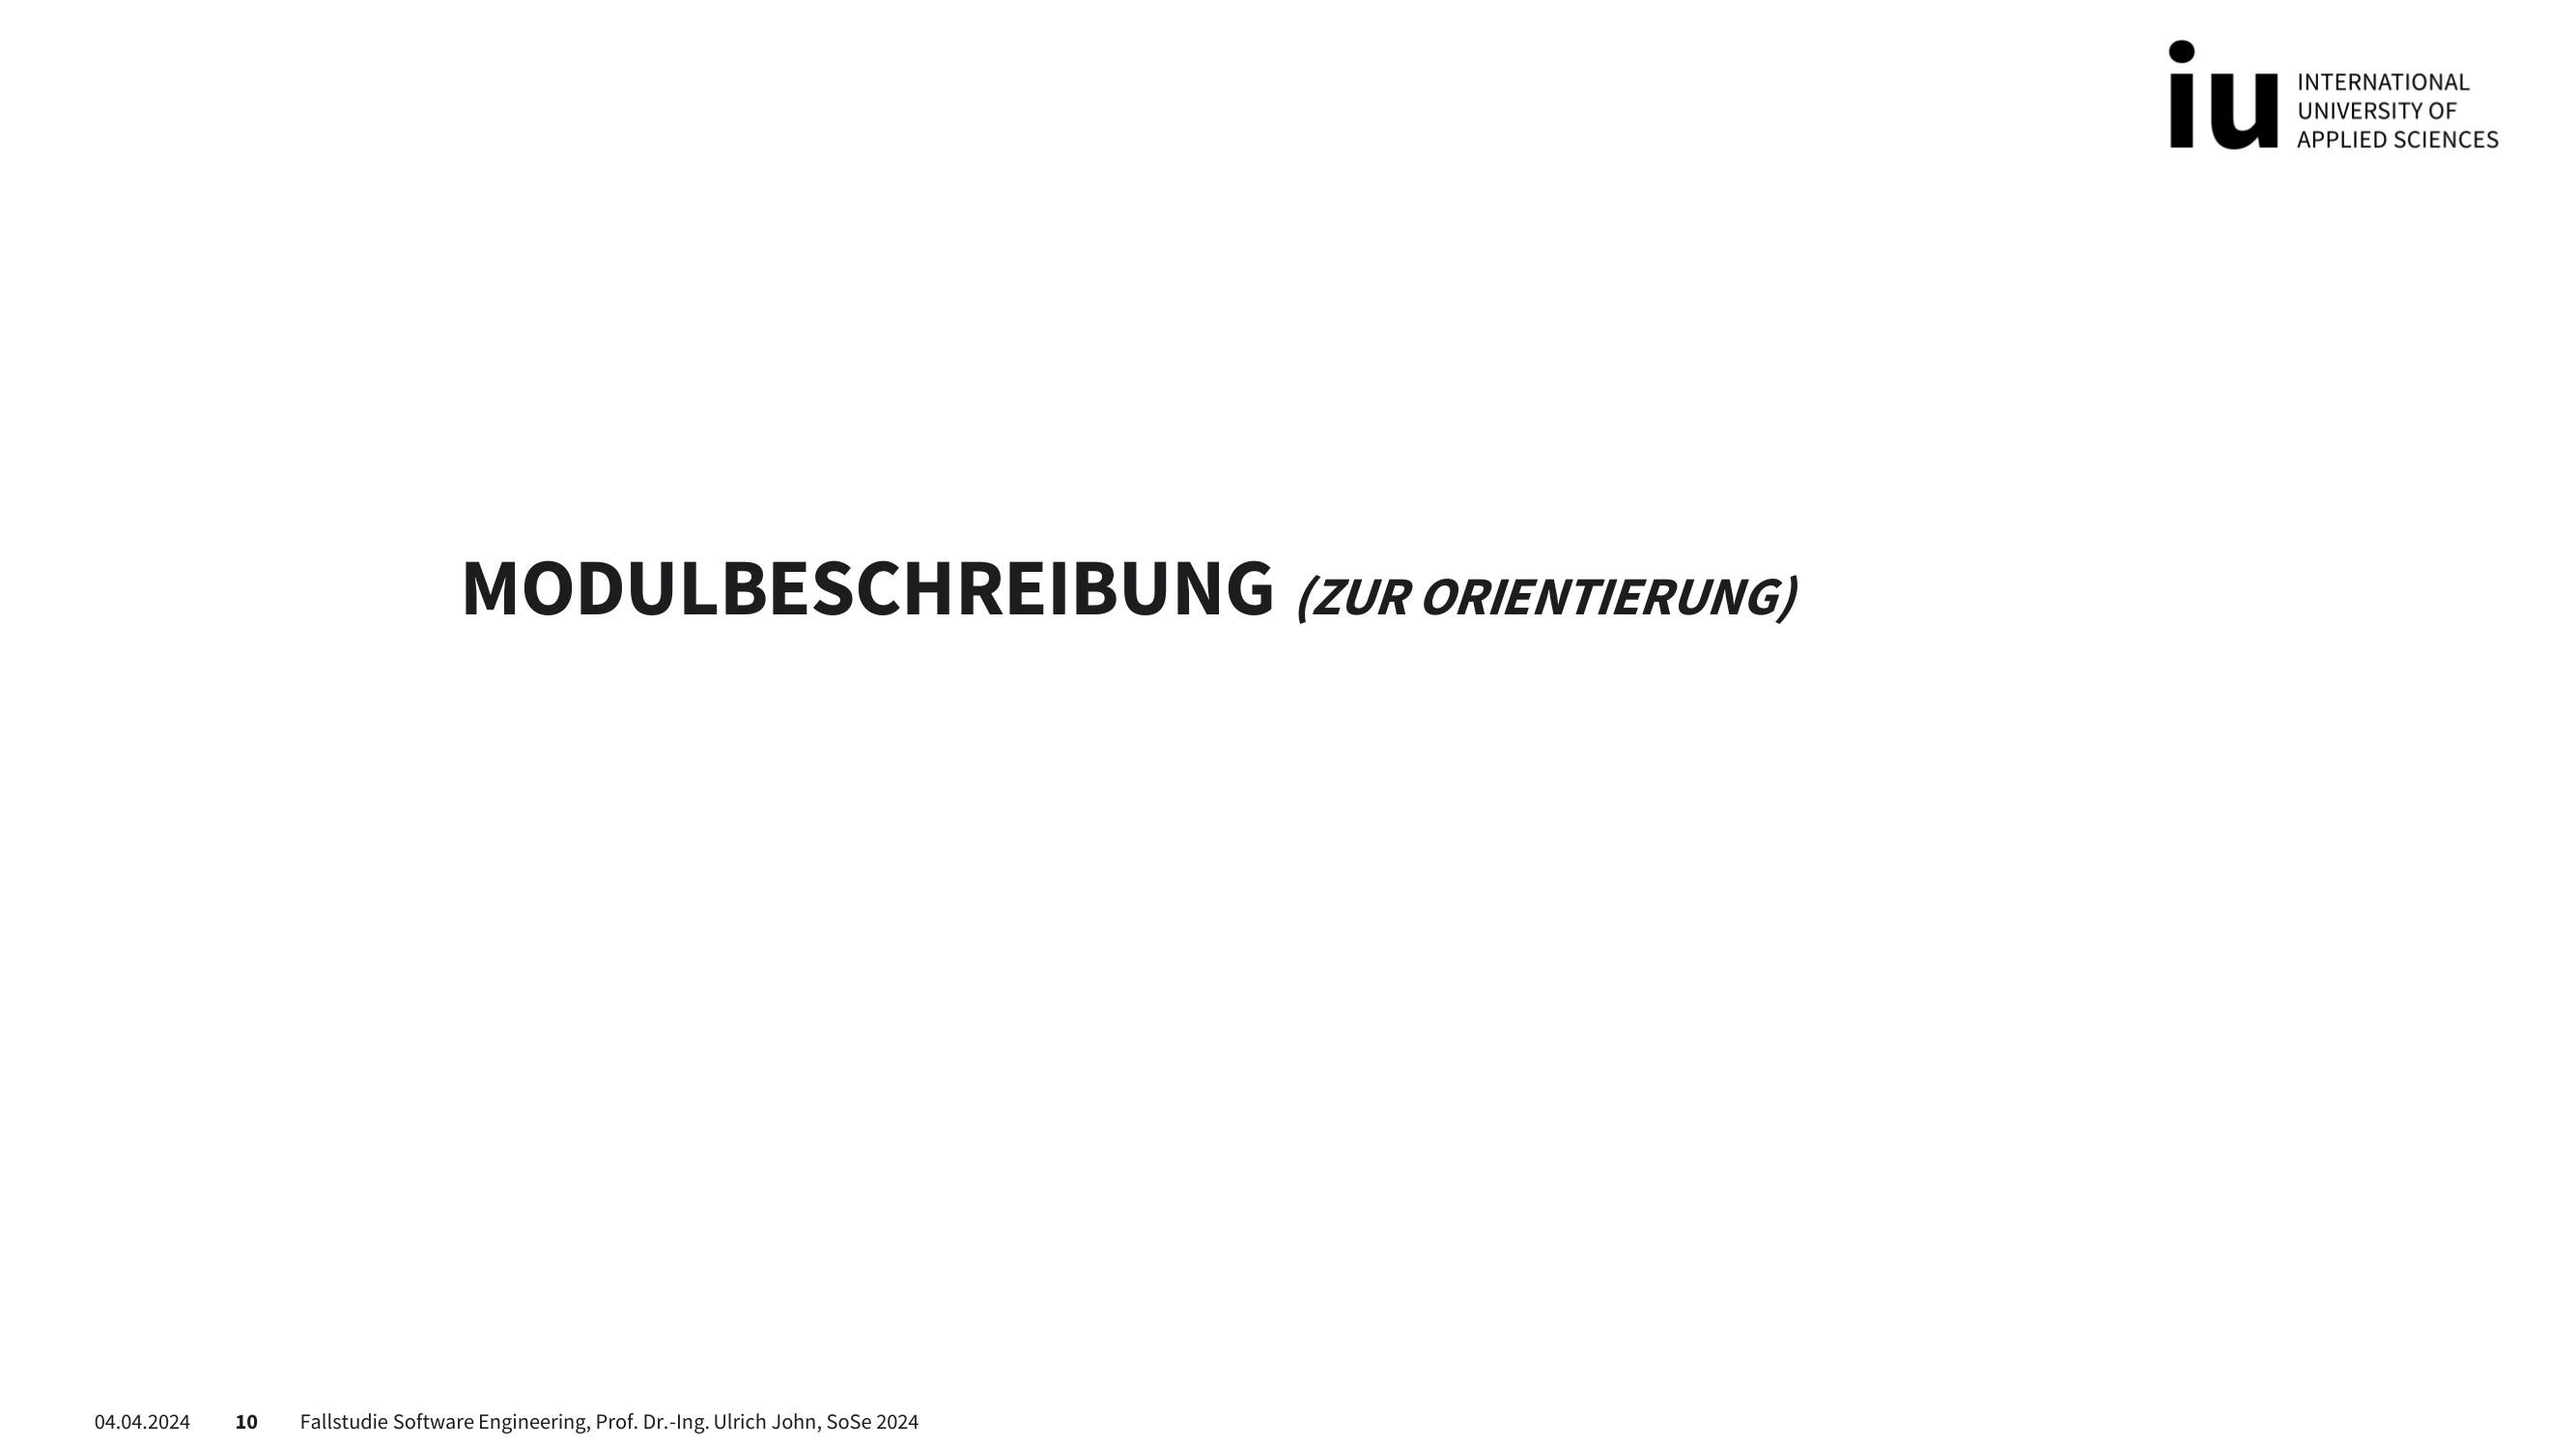 iu
INTERNATIONAL
UNIVERSITY OF
APPLIED SCIENCES
MODULBESCHREIBUNG (ZUR ORIENTIERUNG)
04.04.2024 10 Fallstudie Software Engineering, Prof. Dr.-Ing. Ulrich John, SoSe 2024